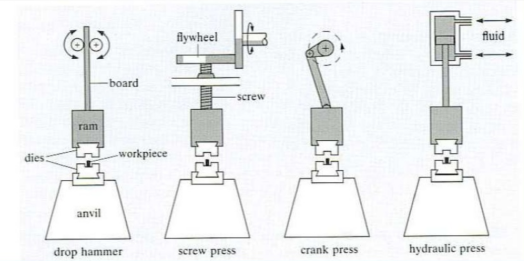 flywheel
fluid
board
screw
ram
dies
workpiece
anvil
drop hammer
screw press
crank press
hydraulic press